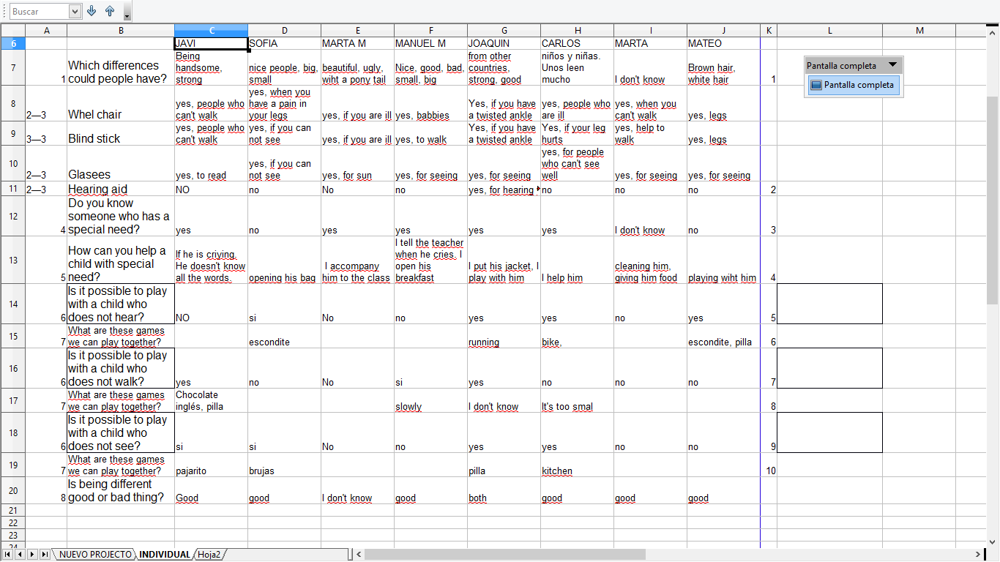 Buscar
A B C D E F G H I J K L M
6 JAVI SOFIA MARTA M MANUEL M JOAQUIN CARLOS MARTA MATEO
7
1
Which differences
could people have?
Being
handsome,
strong
nice people, big,
small
beautiful, ugly,
wiht a pony tail
Nice, good, bad,
small, big
from other
countries,
strong, good
niños y niñas.
Unos leen
mucho
I don't know
Brown hair,
white hair
1
8
2—3
Whel chair
yes, people who
can't walk
yes, when you
have a pain in
your legs
yes, if you are ill
yes, babbies
Yes, if you have
a twisted ankle
yes, people who
are ill
yes, when you
can't walk
yes, legs
9
3—3
Blind stick
yes, people who
can't walk
yes, if you can
not see
yes, if you are ill
yes, to walk
Yes, if you have
a twisted ankle
Yes, if your leg
hurts
yes, help to
walk
yes, legs
10
2—3
Glasees
yes, to read
yes, if you can
not see
yes, for sun
yes, for seeing
yes, for seeing
yes, for people
who can't see
well
yes, for seeing
yes, for seeing
11
2—3
Hearing aid
NO
no
No
no
yes, for hearing
no
no
no
2
12
4
Do you know
someone who has a
special need?
yes
no
yes
yes
yes
yes
I don't know
no
3
13
5
How can you help a
child with special
need?
If he is criying.
He doesn't know
all the words.
opening his bag
I accompany
him to the class
I tell the teacher
when he cries. I
open his
breakfast
I put his jacket, I
play with him
I help him
cleaning him,
giving him food
playing wiht him
4
14
6
Is it possible to play
with a child who
does not hear?
NO
si
No
no
yes
yes
no
yes
5
15
7
What are these games
we can play together?
escondite
running
bike,
escondite, pilla
6
16
6
Is it possible to play
with a child who
does not walk?
yes
no
No
si
yes
no
no
no
7
17
7
What are these games
we can play together?
Chocolate
inglés, pilla
slowly
I don't know
It's too smal
8
18
6
Is it possible to play
with a child who
does not see?
si
si
No
no
yes
yes
no
no
9
19
7
What are these games
we can play together?
pajarito
brujas
pilla
kitchen
10
20
8
Is being different
good or bad thing?
Good
good
I don't know
good
both
good
good
good
21
22
23
24
Pantalla completa
Pantalla completa
NUEVO PROJECTO INDIVIDUAL Hoja2